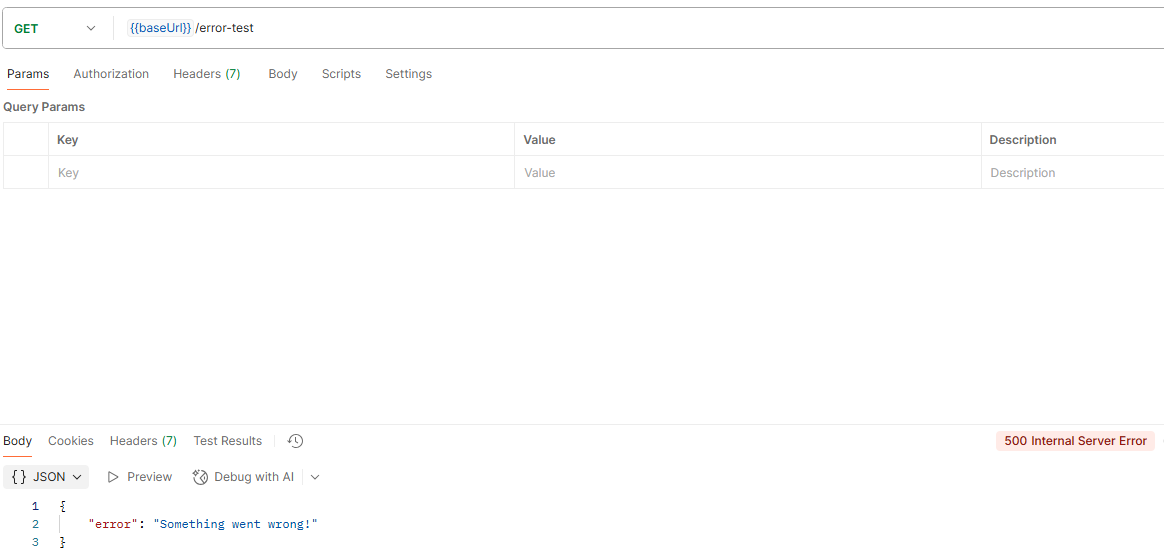 GET {{baseUrl}} /error-test
Params Authorization Headers (7) Body Scripts Settings
Query Params
Key Value Description
Key Value Description
Body Cookies Headers (7) Test Results 500 Internal Server Error
{} JSON Preview Debug with AI
1 {
2 "error": "Something went wrong!"
3 }